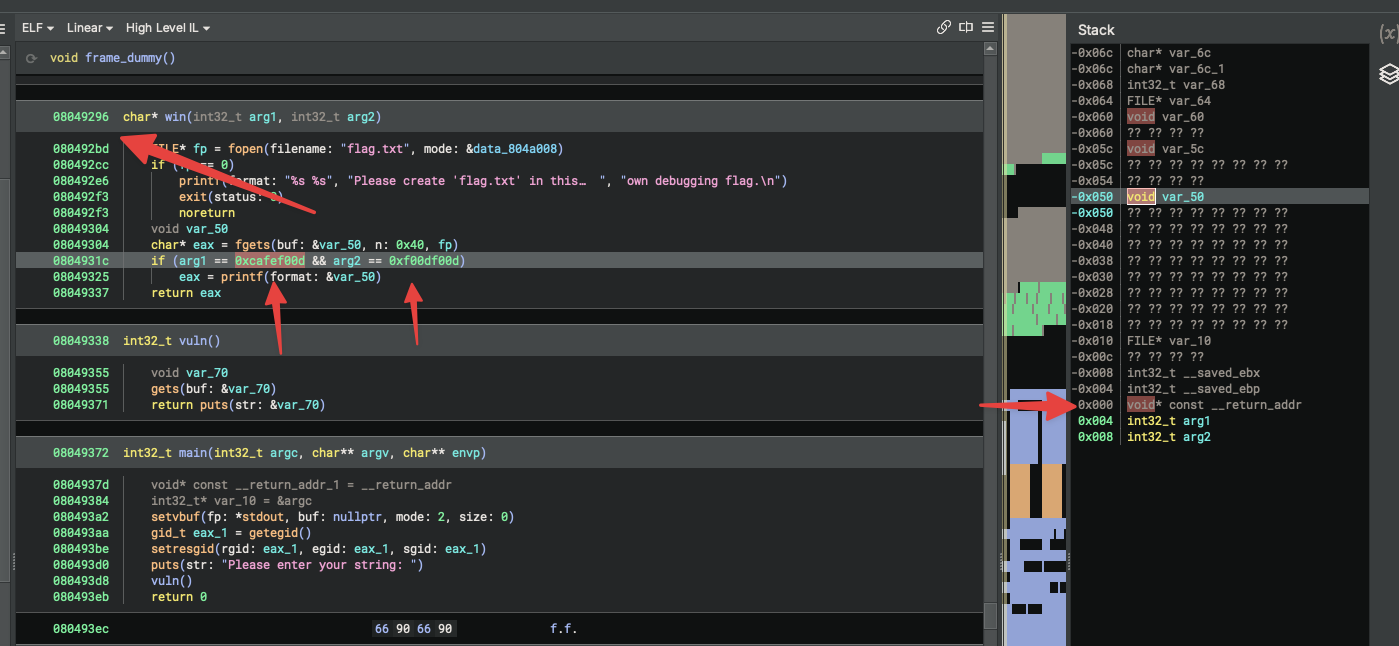 ELF Linear High Level IL
void frame_dummy()
08049296 char* win(int32_t arg1, int32_t arg2)
080492bd FILE* fp = fopen(filename: "flag.txt", mode: &data_804a008)
080492cc if ( == 0)
080492e6 printf(format: "%s %s", "Please create 'flag.txt' in this… ", "own debugging flag.\n")
080492f3 exit(status:
080492f3 noreturn
08049304 void var_50
08049304 char* eax = fgets(buf: &var_50, n: 0x40, fp)
0804931c if (arg1 == 0xcafef00d && arg2 == 0xf00df00d)
08049325 eax = printf(format: &var_50)
08049337 return eax
08049338 int32_t vuln()
08049355 void var_70
08049355 gets(buf: &var_70)
08049371 return puts(str: &var_70)
08049372 int32_t main(int32_t argc, char** argv, char** envp)
0804937d void* const __return_addr_1 = __return_addr
08049384 int32_t* var_10 = &argc
080493a2 setvbuf(fp: *stdout, buf: nullptr, mode: 2, size: 0)
080493aa gid_t eax_1 = getegid()
080493be setresgid(rgid: eax_1, egid: eax_1, sgid: eax_1)
080493d0 puts(str: "Please enter your string: ")
080493d8 vuln()
080493eb return 0
080493ec 66 90 66 90 f.f.
Stack
(x)
-0x06c char* var_6c
-0x06c char* var_6c_1
-0x068 int32_t var_68
-0x064 FILE* var_64
-0x060 void var_60
-0x060 ?? ?? ?? ??
-0x05c void var_5c
-0x05c ?? ?? ?? ?? ?? ?? ?? ??
-0x054 ?? ?? ?? ??
-0x050 void var_50
-0x050 ?? ?? ?? ?? ?? ?? ?? ??
-0x048 ?? ?? ?? ?? ?? ?? ?? ??
-0x040 ?? ?? ?? ?? ?? ?? ?? ??
-0x038 ?? ?? ?? ?? ?? ?? ?? ??
-0x030 ?? ?? ?? ?? ?? ?? ?? ??
-0x028 ?? ?? ?? ?? ?? ?? ?? ??
-0x020 ?? ?? ?? ?? ?? ?? ?? ??
-0x018 ?? ?? ?? ?? ?? ?? ?? ??
-0x010 FILE* var_10
-0x00c ?? ?? ?? ??
-0x008 int32_t __saved_ebx
-0x004 int32_t __saved_ebp
0x000 void* const __return_addr
0x004 int32_t arg1
0x008 int32_t arg2